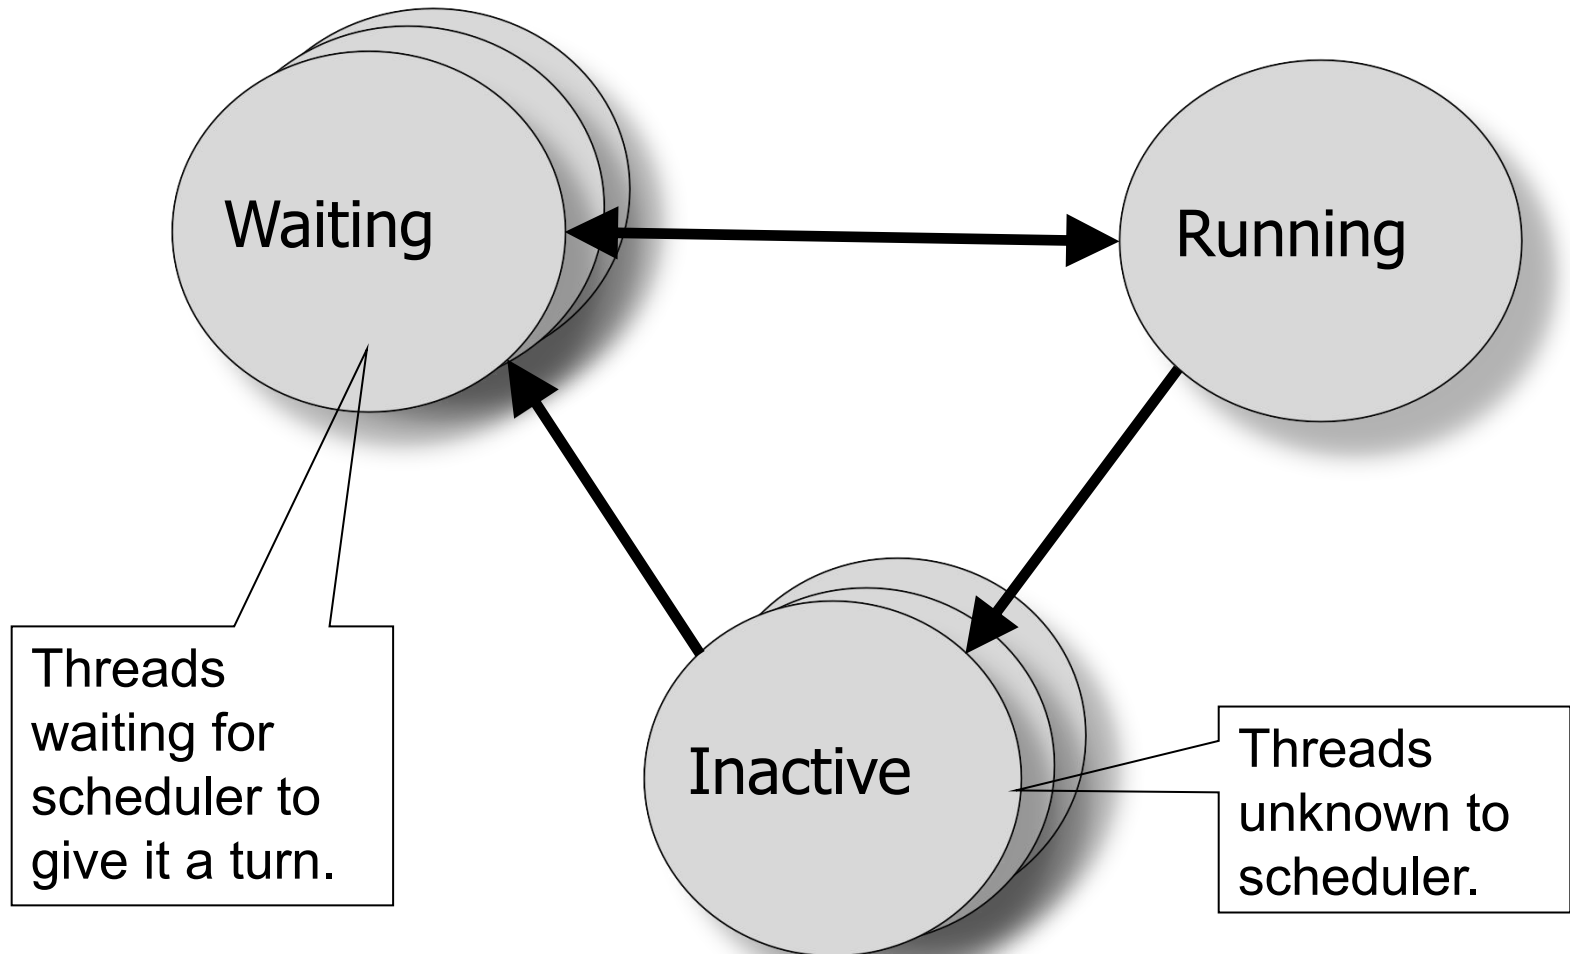 Waiting
Running
Threads
waiting for
scheduler to
give it a turn.
Inactive
Threads
unknown to
scheduler.